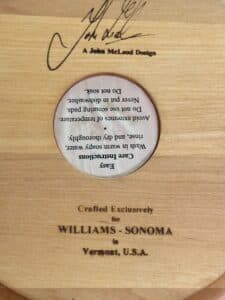 John McLeod
A John McLeod Design
Easy
Care Instructions
Wash in warm soapy water,
rinse, and dry thoroughly.
•
Avoid extremes of temperature.
Do not use scouring pads.
Never put in dishwasher.
Do not soak.
Crafted Exclusively
for
WILLIAMS - SONOMA
in
Vermont, U.S.A.